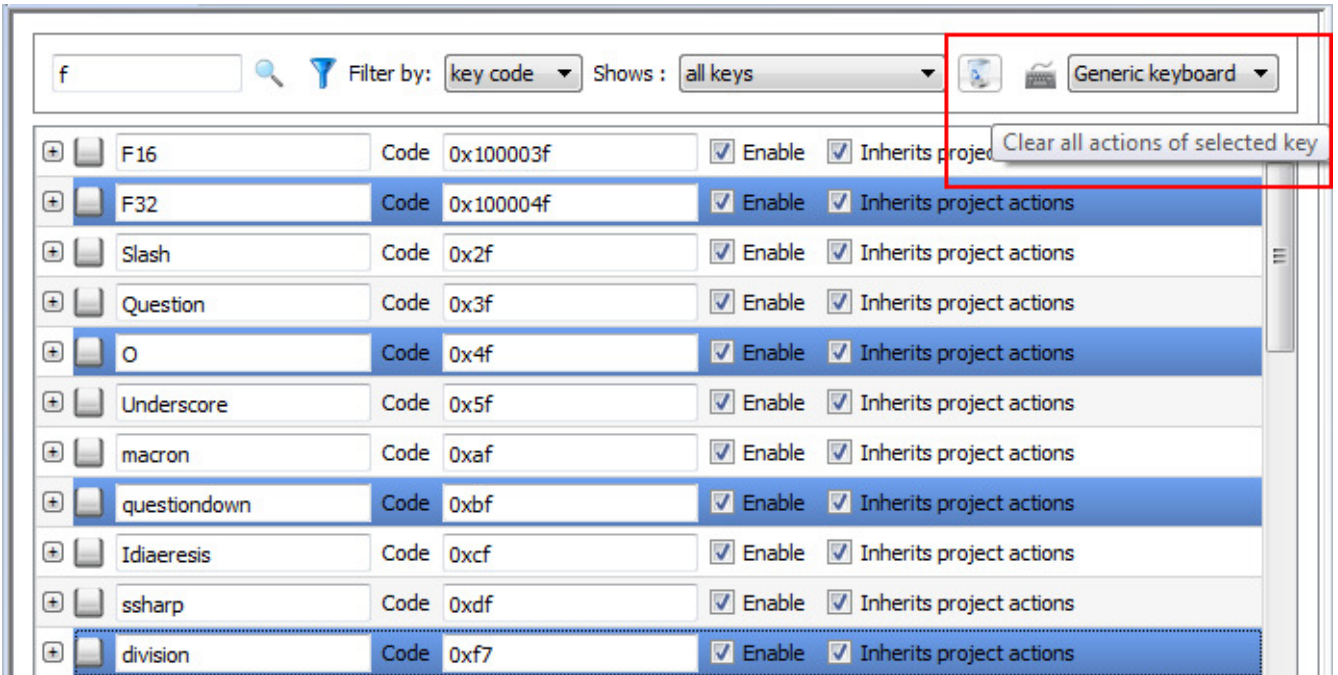 f Filter by: key code Shows : all keys Generic keyboard
Clear all actions of selected key
F16 Code 0x100003f Enable Inherits projec
F32 Code 0x100004f Enable Inherits project actions
Slash Code 0x2f Enable Inherits project actions
Question Code 0x3f Enable Inherits project actions
O Code 0x4f Enable Inherits project actions
Underscore Code 0x5f Enable Inherits project actions
macron Code 0xaf Enable Inherits project actions
questiondown Code 0xbf Enable Inherits project actions
Idiaeresis Code 0xcf Enable Inherits project actions
ssharp Code 0xdf Enable Inherits project actions
division Code 0xf7 Enable Inherits project actions